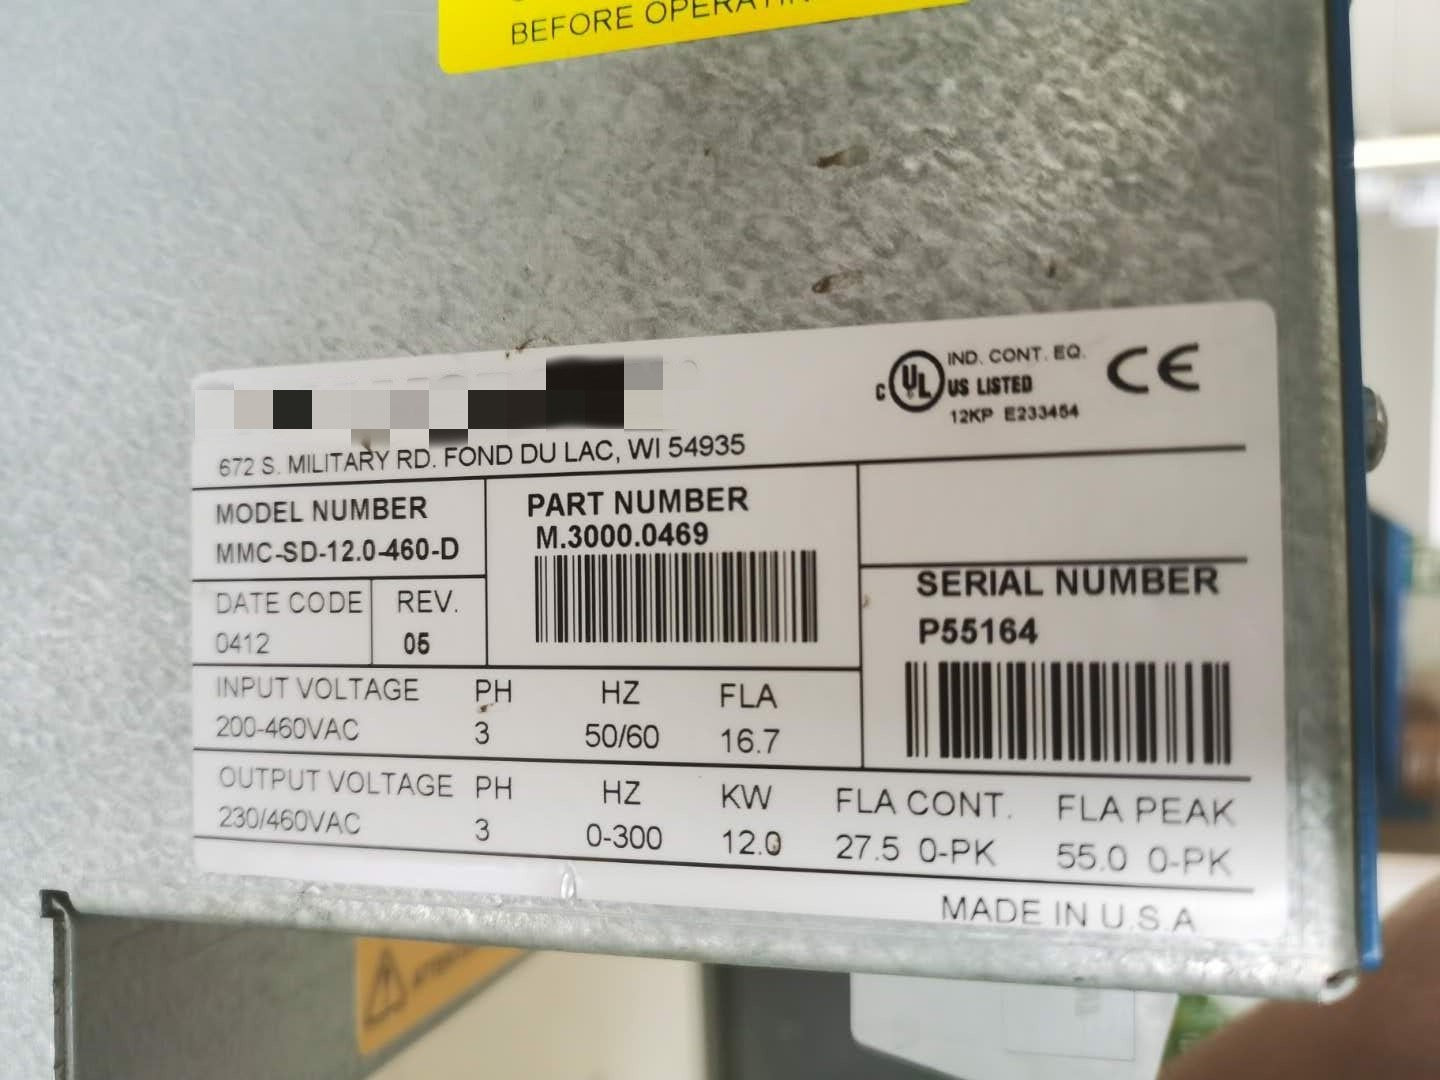 BEFORE OPERATIN
IND. CONT. EQ.
C UL US LISTED
12KP E233454
CE
672 S. MILITARY RD. FOND DU LAC, WI 54935
MODEL NUMBER
MMC-SD-12.0-460-D
PART NUMBER
M.3000.0469
DATE CODE REV.
0412 05
SERIAL NUMBER
P55164
INPUT VOLTAGE PH HZ FLA
200-460VAC 3 50/60 16.7
OUTPUT VOLTAGE PH HZ KW FLA CONT. FLA PEAK
230/460VAC 3 0-300 12.0 27.5 0-PK 55.0 0-PK
MADE IN U.S.A